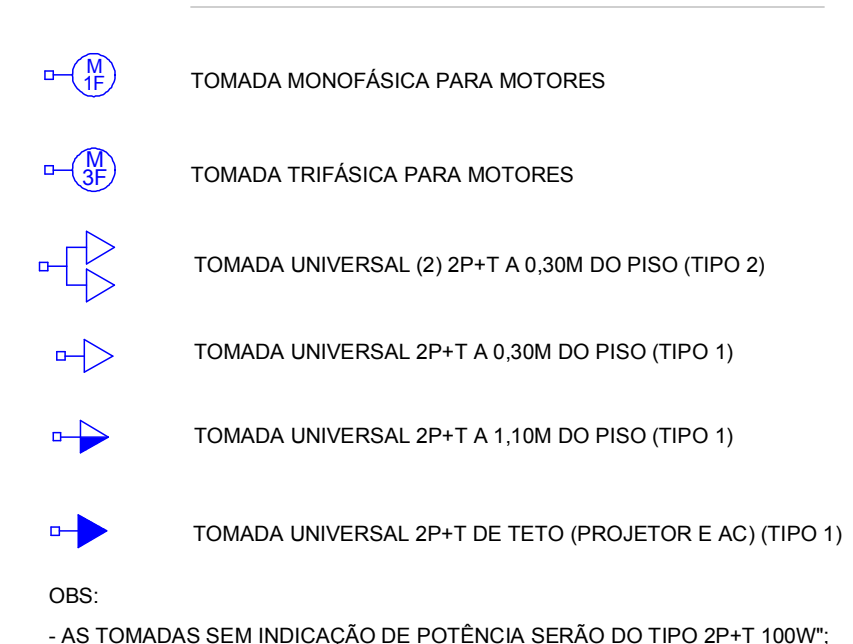 M
1F
TOMADA MONOFÁSICA PARA MOTORES
M
3F
TOMADA TRIFÁSICA PARA MOTORES
TOMADA UNIVERSAL (2) 2P+T A 0,30M DO PISO (TIPO 2)
TOMADA UNIVERSAL 2P+T A 0,30M DO PISO (TIPO 1)
TOMADA UNIVERSAL 2P+T A 1,10M DO PISO (TIPO 1)
TOMADA UNIVERSAL 2P+T DE TETO (PROJETOR E AC) (TIPO 1)
OBS:
- AS TOMADAS SEM INDICAÇÃO DE POTÊNCIA SERÃO DO TIPO 2P+T 100W";